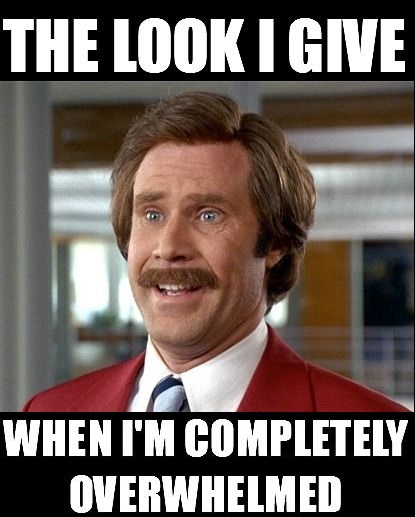 THE LOOK I GIVE
WHEN I'M COMPLETELY
OVERWHELMED